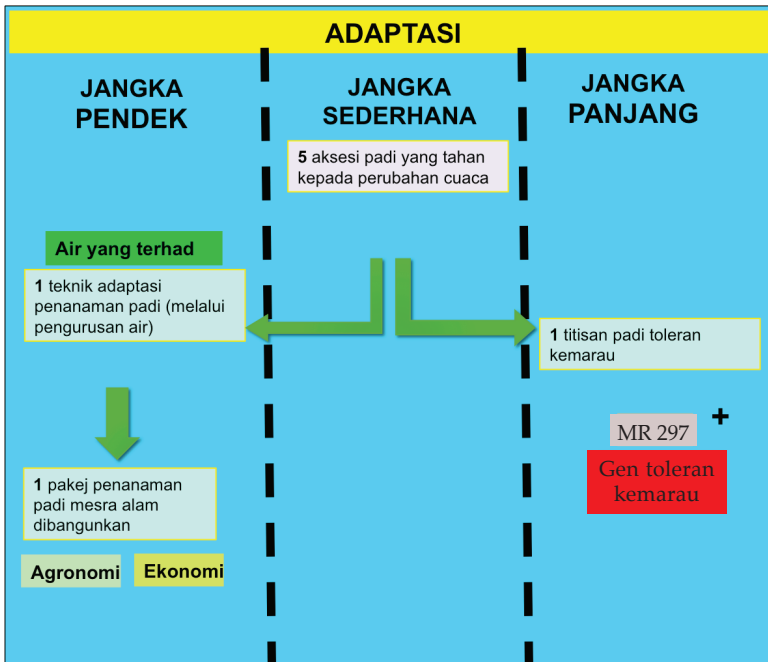 ADAPTASI
JANGKA
PENDEK
JANGKA
SEDERHANA
JANGKA
PANJANG
5 aksesi padi yang tahan
kepada perubahan cuaca
Air yang terhad
1 teknik adaptasi
penanaman padi (melalui
pengurusan air)
1 titisan padi toleran
kemarau
+
MR 297
Gen toleran
kemarau
1 pakej penanaman
padi mesra alam
dibangunkan
Agronomi
Ekonomi